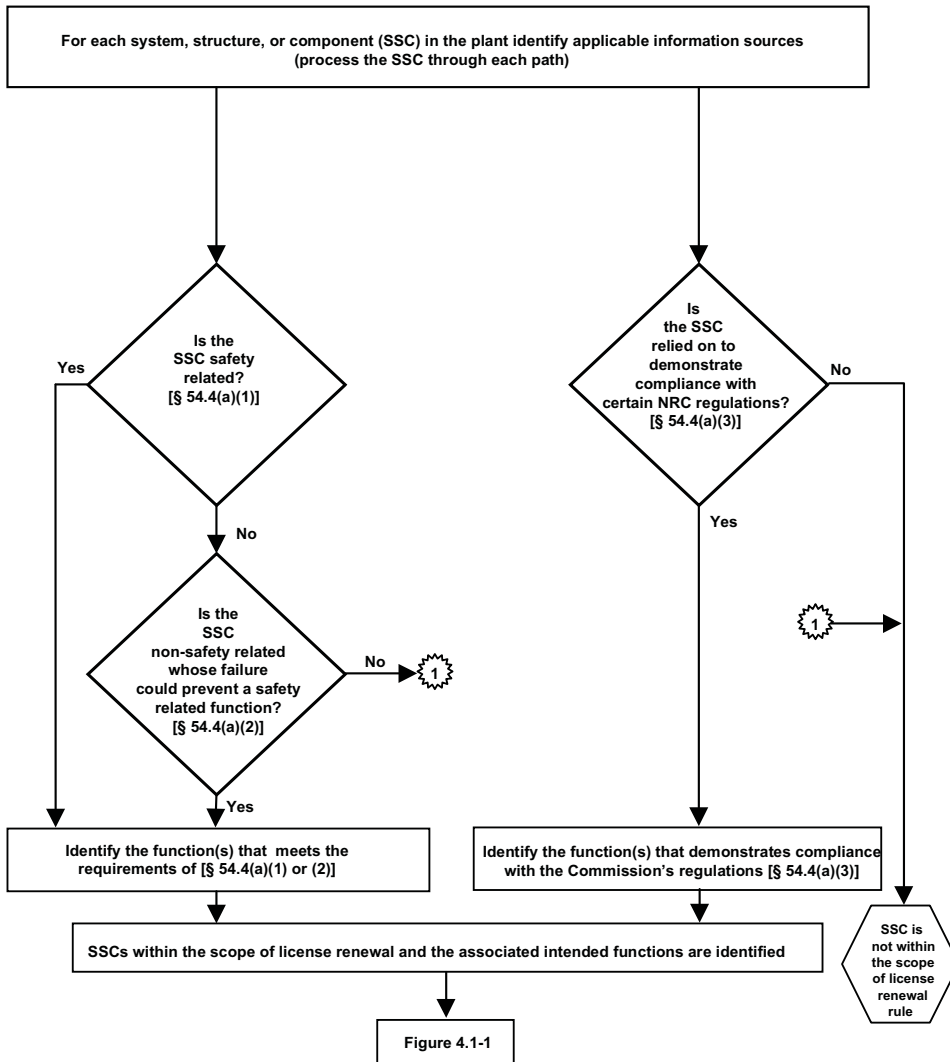 For each system, structure, or component (SSC) in the plant identify applicable information sources
(process the SSC through each path)
Is the
SSC safety
related?
[§ 54.4(a)(1)]
Yes
No
Is
the SSC
relied on to
demonstrate
compliance with
certain NRC regulations?
[§ 54.4(a)(3)]
No
Yes
Is the
SSC
non-safety related
whose failure
could prevent a safety
related function?
[§ 54.4(a)(2)]
No
1
1
Yes
Identify the function(s) that meets the
requirements of [§ 54.4(a)(1) or (2)]
Identify the function(s) that demonstrates compliance
with the Commission's regulations [§ 54.4(a)(3)]
SSCs within the scope of license renewal and the associated intended functions are identified
SSC is
not within
the scope
of license
renewal
rule
Figure 4.1-1